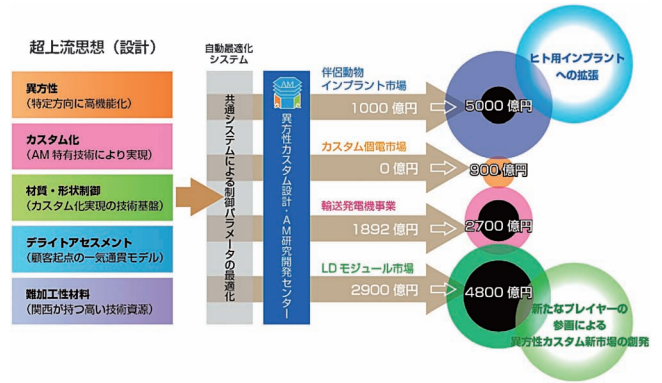 超上流思想（設計）
異方性
（特定方向に高機能化）
カスタム化
（AM 特有技術により実現）
材質・形状制御
（カスタム化実現の技術基盤）
デライトアセスメント
（顧客起点の一気通貫モデル）
難加工性材料
（関西が持つ高い技術資源）
自動最適化
システム
共通システムによる制御パラメータの最適化
AM
異方性カスタム設計・AM研究開発センター
伴侶動物
インプラント市場
1000 億円
5000 億円
カスタム個電市場
0 億円
900 億円
輸送発電機事業
1892 億円
2700 億円
LD モジュール市場
2900 億円
4800 億円
ヒト用インプラント
への拡張
新たなプレイヤーの
参画による
異方性カスタム新市場の創発